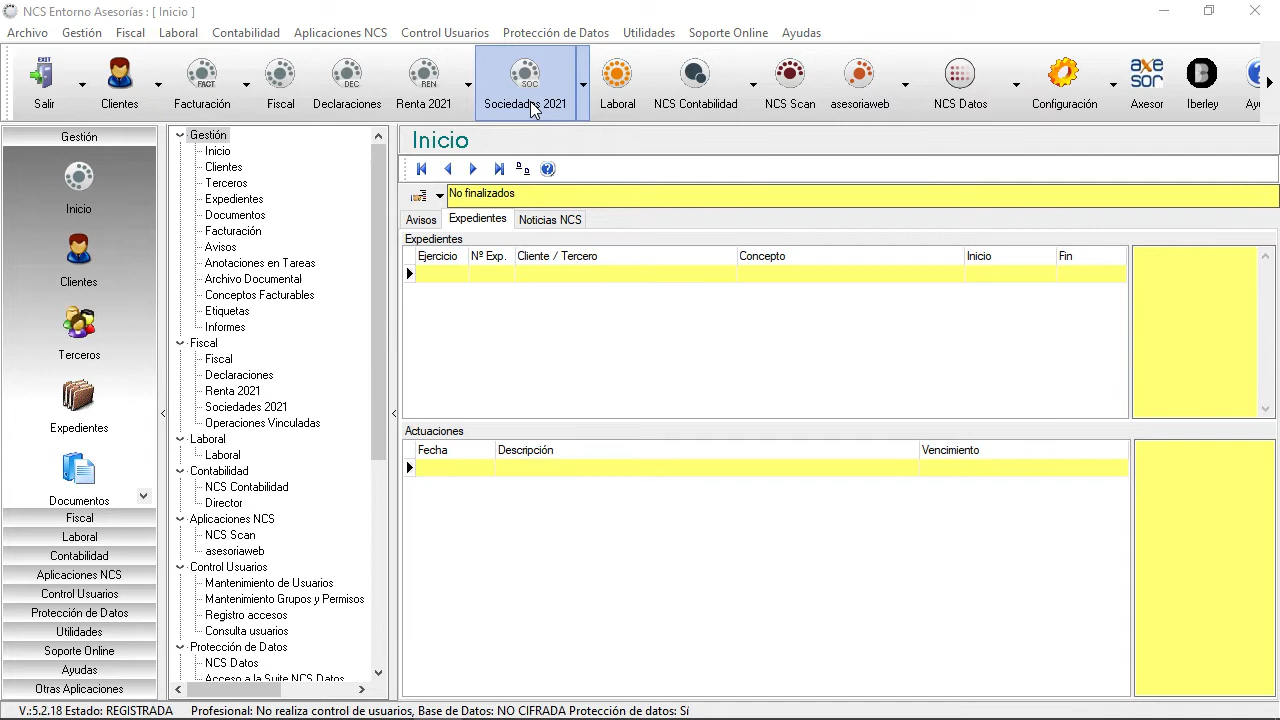 NCS Entorno Asesorías : [ Inicio ]
Archivo Gestión Fiscal Laboral Contabilidad Aplicaciones NCS Control Usuarios Protección de Datos Utilidades Soporte Online Ayudas
EXIT FACT DEC REN SOC axesor
Salir Clientes Facturación Fiscal Declaraciones Renta 2021 Sociedades 2021 Laboral NCS Contabilidad NCS Scan asesoriaweb NCS Datos Configuración Axesor Iberley
Gestión
Inicio
Clientes
Terceros
Expedientes
Documentos
Fiscal
Laboral
Contabilidad
Aplicaciones NCS
Control Usuarios
Protección de Datos
Utilidades
Soporte Online
Ayudas
Otras Aplicaciones
Gestión
Inicio
Clientes
Terceros
Expedientes
Documentos
Facturación
Avisos
Anotaciones en Tareas
Archivo Documental
Conceptos Facturables
Etiquetas
Informes
Fiscal
Fiscal
Declaraciones
Renta 2021
Sociedades 2021
Operaciones Vinculadas
Laboral
Laboral
Contabilidad
NCS Contabilidad
Director
Aplicaciones NCS
NCS Scan
asesoriaweb
Control Usuarios
Mantenimiento de Usuarios
Mantenimiento Grupos y Permisos
Registro accesos
Consulta usuarios
Protección de Datos
NCS Datos
Acceso a la Suite NCS Datos
Inicio
No finalizados
Avisos Expedientes Noticias NCS
Expedientes
Ejercicio Nº Exp. Cliente / Tercero Concepto Inicio Fin
Actuaciones
Fecha Descripción Vencimiento
V.:5.2.18 Estado: REGISTRADA Profesional: No realiza control de usuarios, Base de Datos: NO CIFRADA Protección de datos: Sí